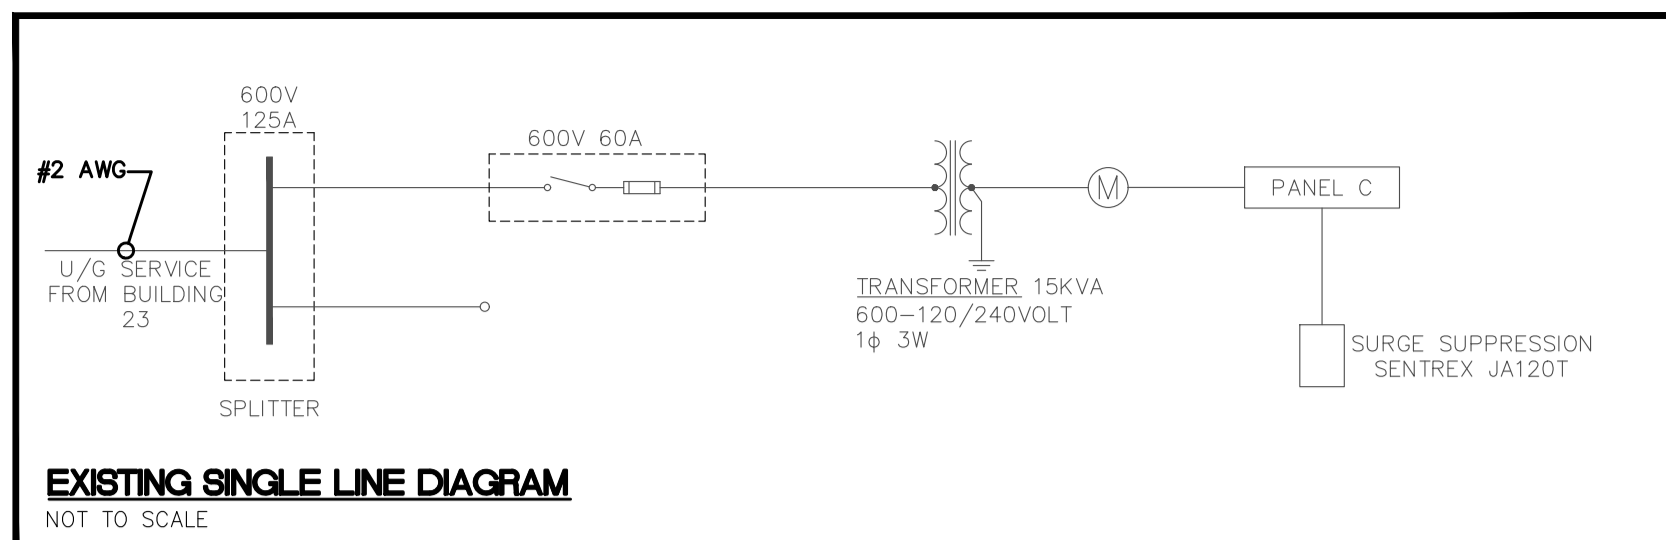 600V
125A
#2 AWG
U/G SERVICE
FROM BUILDING
23
SPLITTER
600V 60A
TRANSFORMER 15KVA
600-120/240VOLT
1ϕ 3W
M
PANEL C
SURGE SUPPRESSION
SENTREX JA120T
EXISTING SINGLE LINE DIAGRAM
NOT TO SCALE